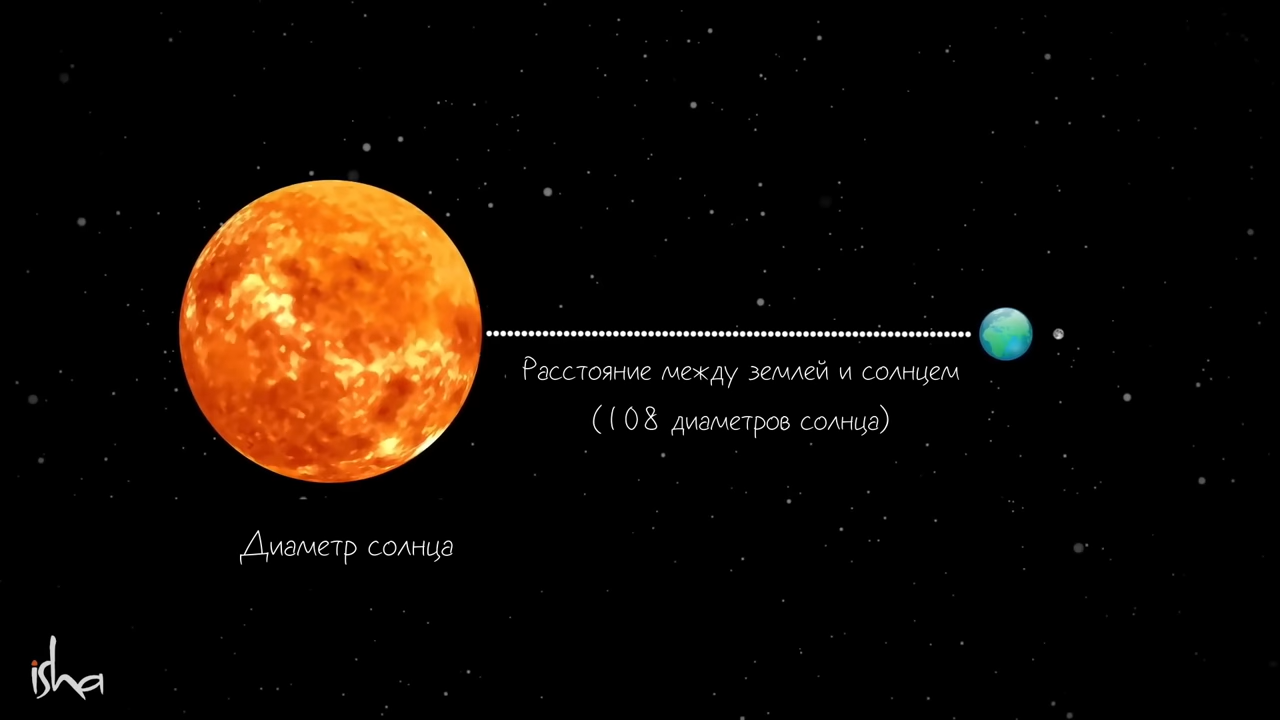 Расстояние между землей и солнцем
(108 диаметров солнца)
Диаметр солнца
isha